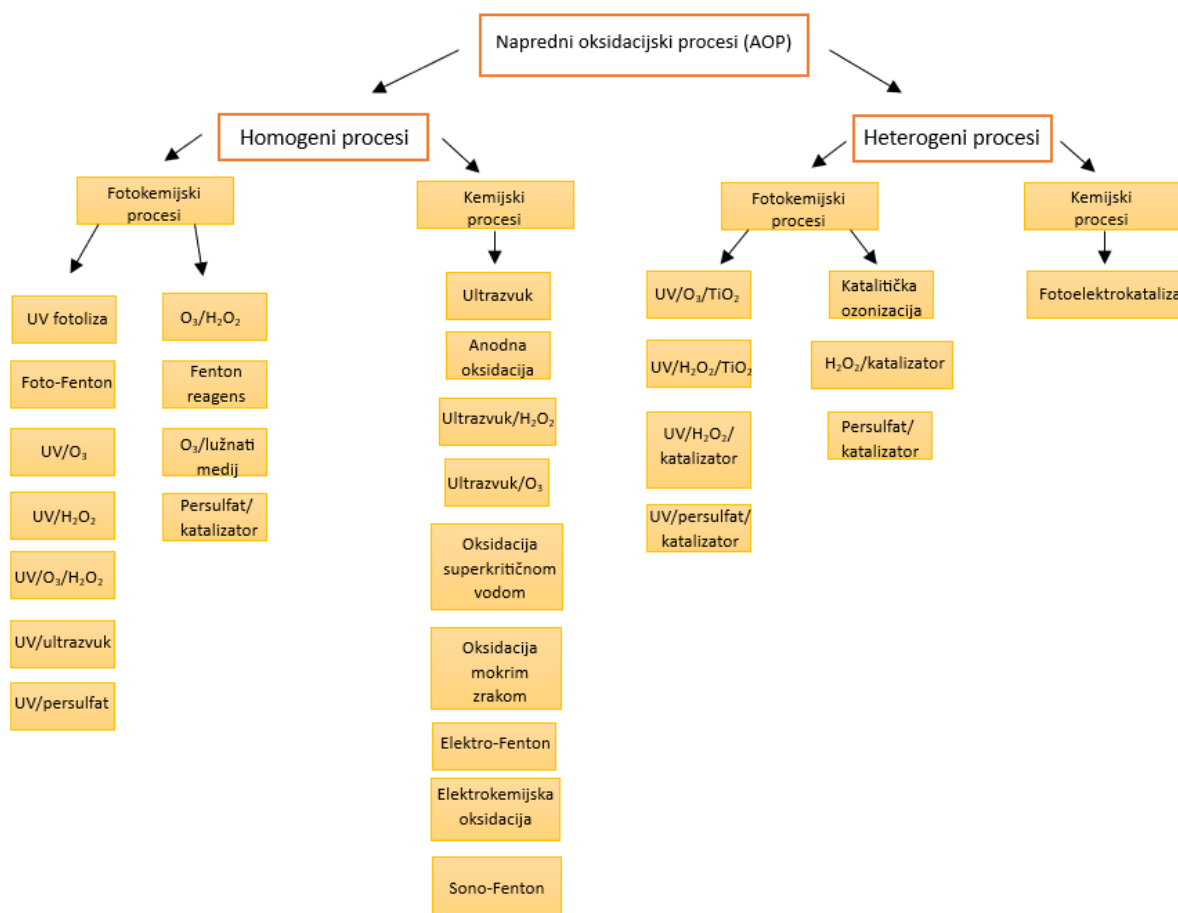 Napredni oksidacijski procesi (AOP)
Homogeni procesi
Heterogeni procesi
Fotokemijski
procesi
Kemijski
procesi
Fotokemijski
procesi
Kemijski
procesi
UV fotoliza
Foto-Fenton
UV/O₃
UV/H₂O₂
UV/O₃/H₂O₂
UV/ultrazvuk
UV/persulfat
O₃/H₂O₂
Fenton
reagens
O₃/lužnati
medij
Persulfat/
katalizator
Ultrazvuk
Anodna
oksidacija
Ultrazvuk/H₂O₂
Ultrazvuk/O₃
Oksidacija
superkritičnom
vodom
Oksidacija
mokrim
zrakom
Elektro-Fenton
Elektrokemijska
oksidacija
Sono-Fenton
UV/O₃/TiO₂
UV/H₂O₂/TiO₂
UV/H₂O₂/
katalizator
UV/persulfat/
katalizator
Katalitička
ozonizacija
H₂O₂/katalizator
Persulfat/
katalizator
Fotoelektrokataliza